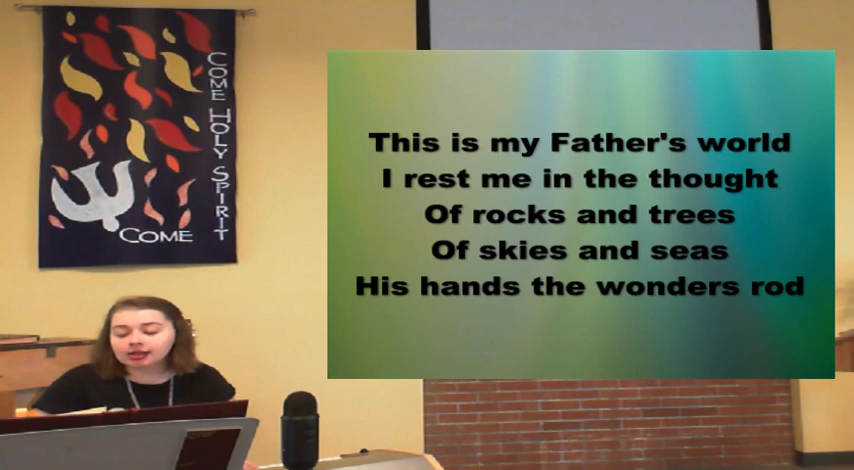 COME HOLY SPIRIT
COME
This is my Father's world
I rest me in the thought
Of rocks and trees
Of skies and seas
His hands the wonders rod